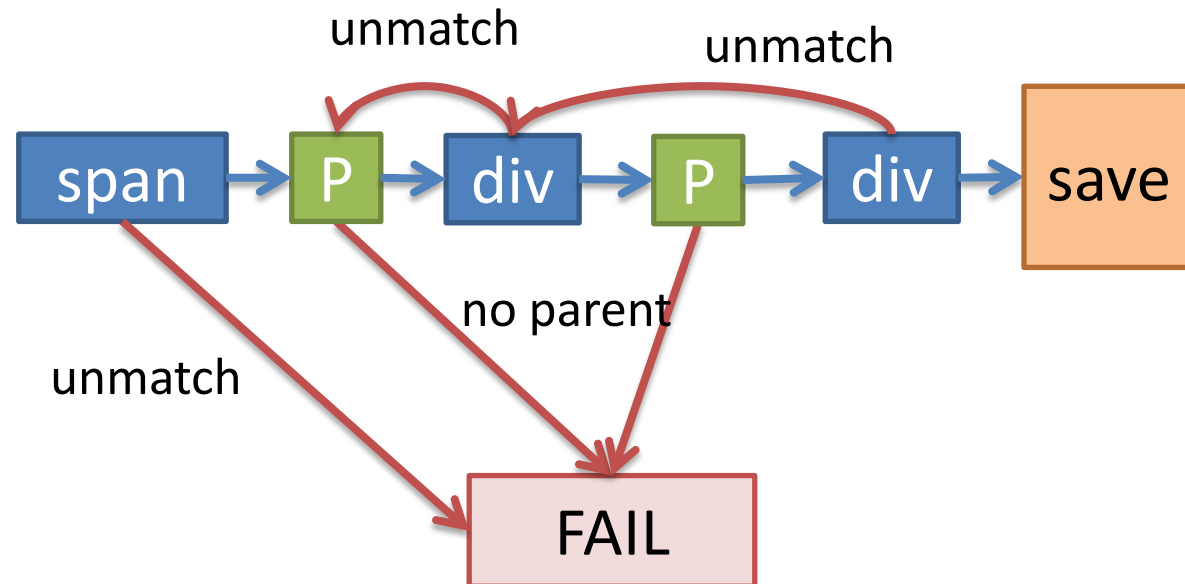 unmatch
unmatch
span
P
div
P
div
save
no parent
unmatch
FAIL